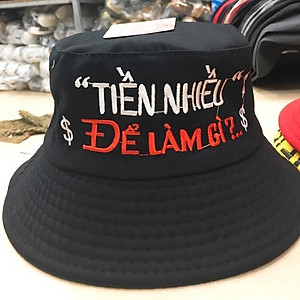 “TIỀN NHIỀU“
$ ĐỂ LÀM GÌ?.. $